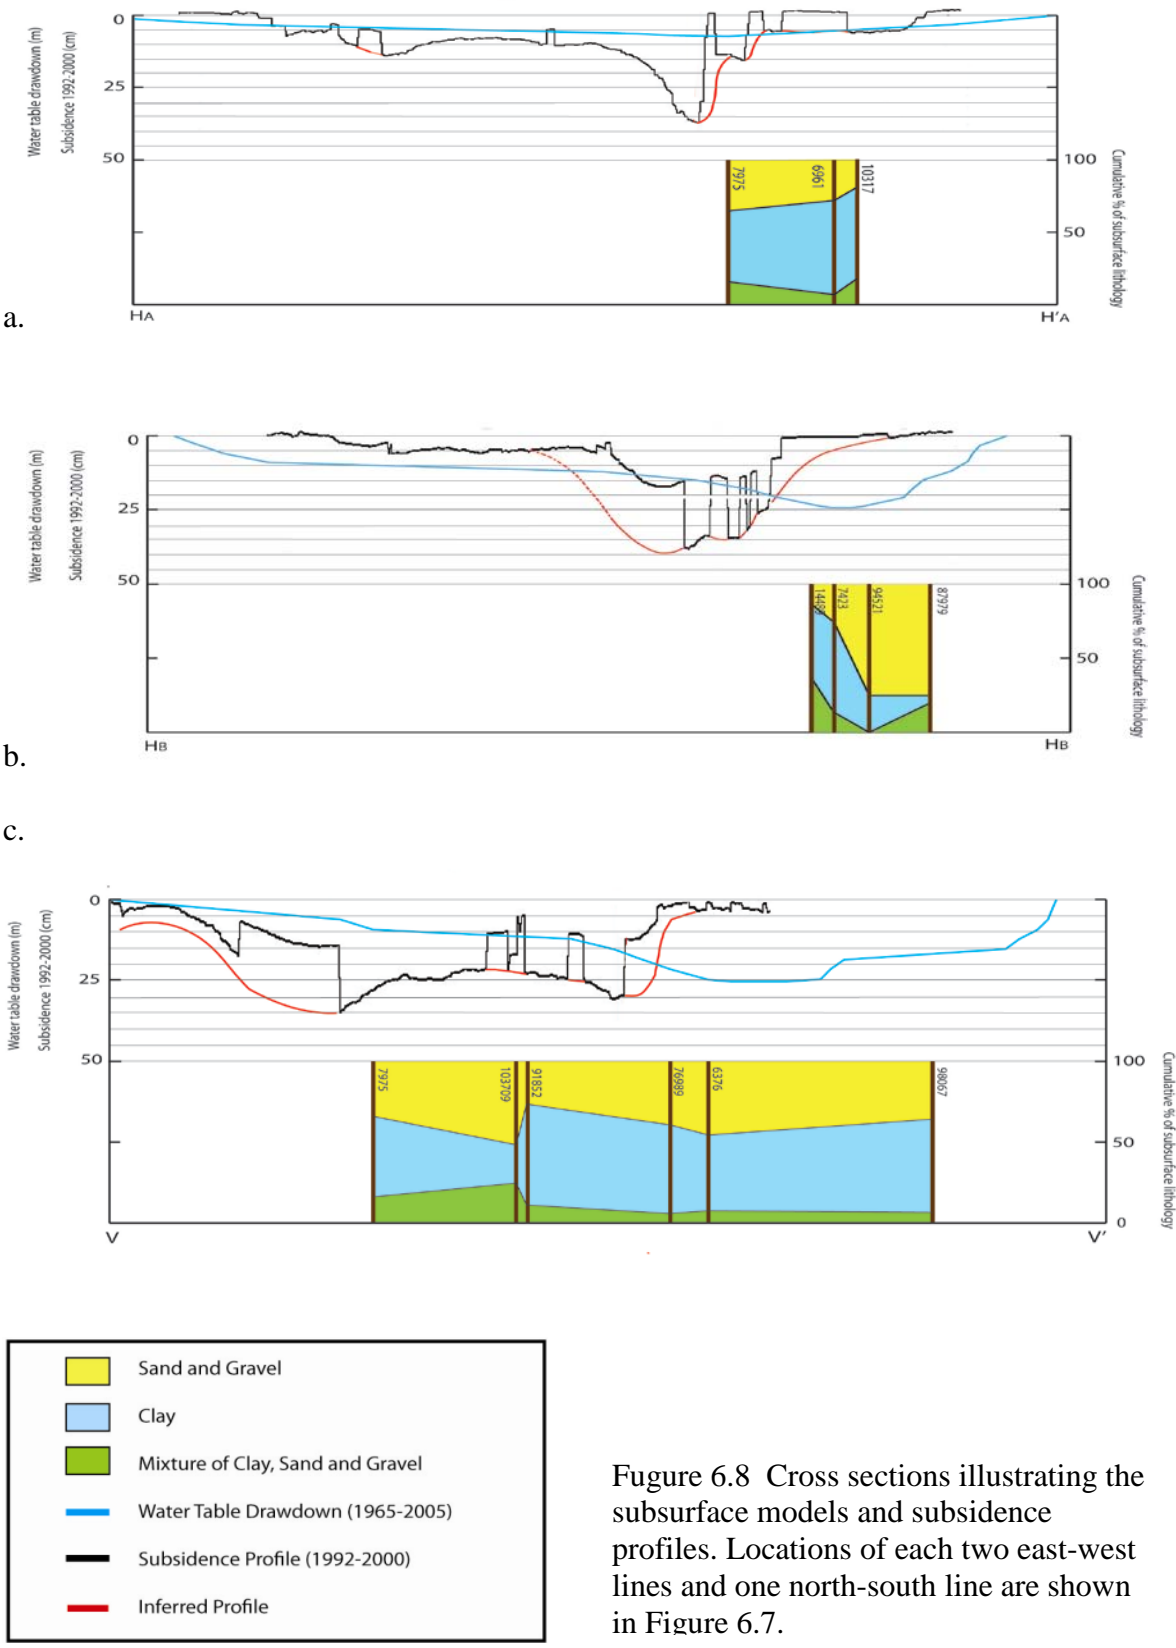 Water table drawdown (m)
Subsidence 1992-2000 (cm)
0
25
50
7975
6961
10317
100
50
Cumulative % of subsurface lithology
HA
H'A
a.
Water table drawdown (m)
Subsidence 1992-2000 (cm)
0
25
50
7423
94521
87979
100
50
Cumulative % of subsurface lithology
HB
HB
b.
c.
Water table drawdown (m)
Subsidence 1992-2000 (cm)
0
25
50
7975
103709
91852
76989
6376
98067
100
50
0
Cumulative % of subsurface lithology
V
V'
Sand and Gravel
Clay
Mixture of Clay, Sand and Gravel
Water Table Drawdown (1965-2005)
Subsidence Profile (1992-2000)
Inferred Profile
Fugure 6.8 Cross sections illustrating the
subsurface models and subsidence
profiles. Locations of each two east-west
lines and one north-south line are shown
in Figure 6.7.